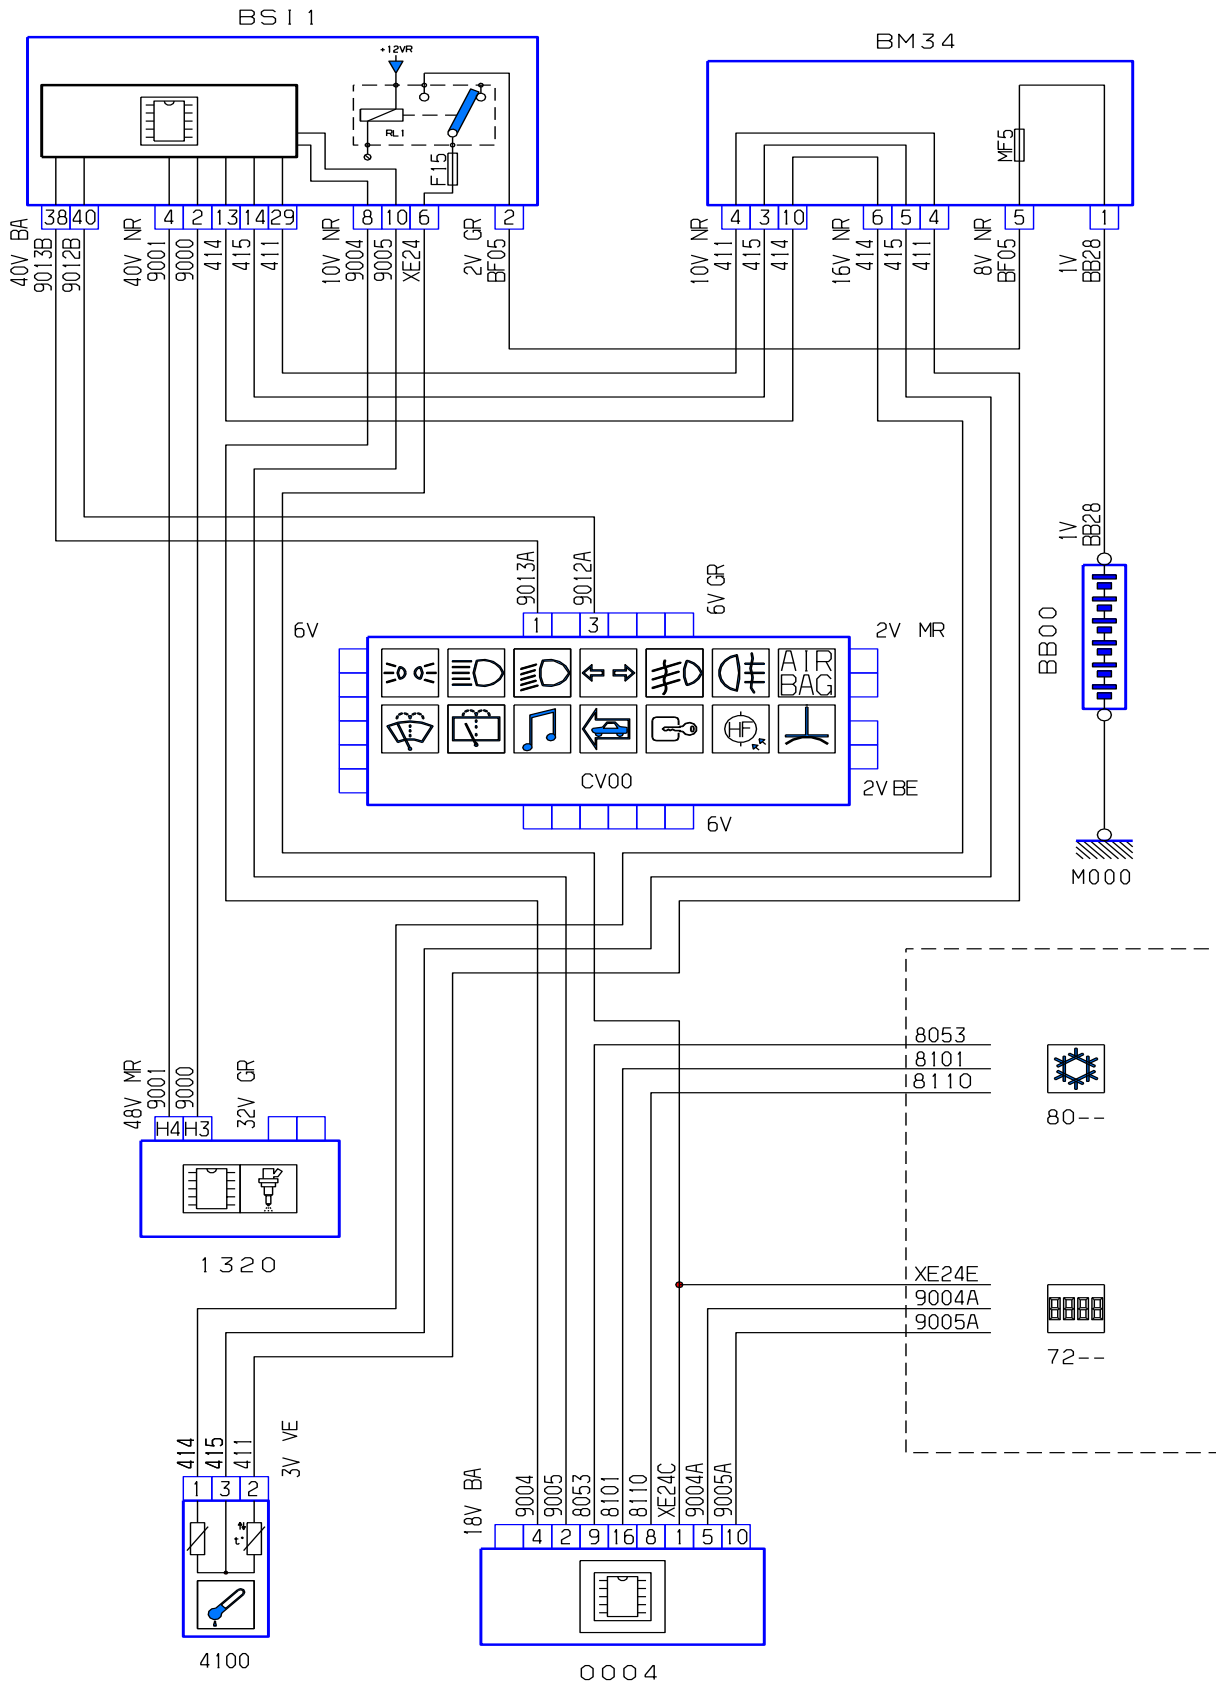 BSI1
BM34
+12VR
RL1
F15
MF5
38 40 4 2 13 14 29 8 10 6 2
4 3 10 6 5 4 5 1
40V BA
9013B
9012B
40V NR
9001
9000
414
415
411
10V NR
9004
9005
XE24
2V GR
BF05
10V NR
411
415
414
16V NR
414
415
411
8V NR
BF05
1V
BB28
1V
BB28
BB00
9013A
9012A
6V GR
1 3
6V
2V MR
AIR
BAG
HF
CV00
2V BE
6V
M000
8053
8101
8110
80--
48V MR
9001
9000
32V GR
H4 H3
1320
XE24E
9004A
9005A
72--
414
415
411
3V VE
1 3 2
t°
4100
18V BA
9004
9005
8053
8101
8110
XE24C
9004A
9005A
4 2 9 16 8 1 5 10
0004